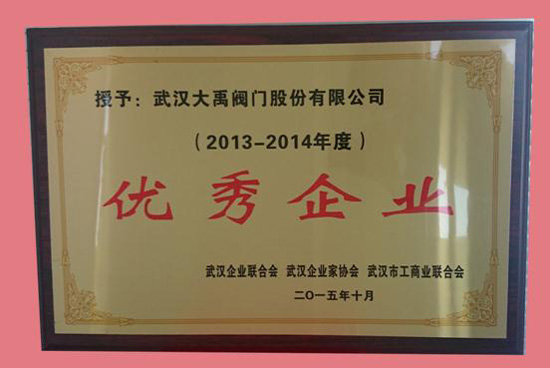 授予：武汉大禹阀门股份有限公司
（2013-2014年度）
优秀企业
武汉企业联合会 武汉企业家协会 武汉市工商业联合会
二〇一五年十月